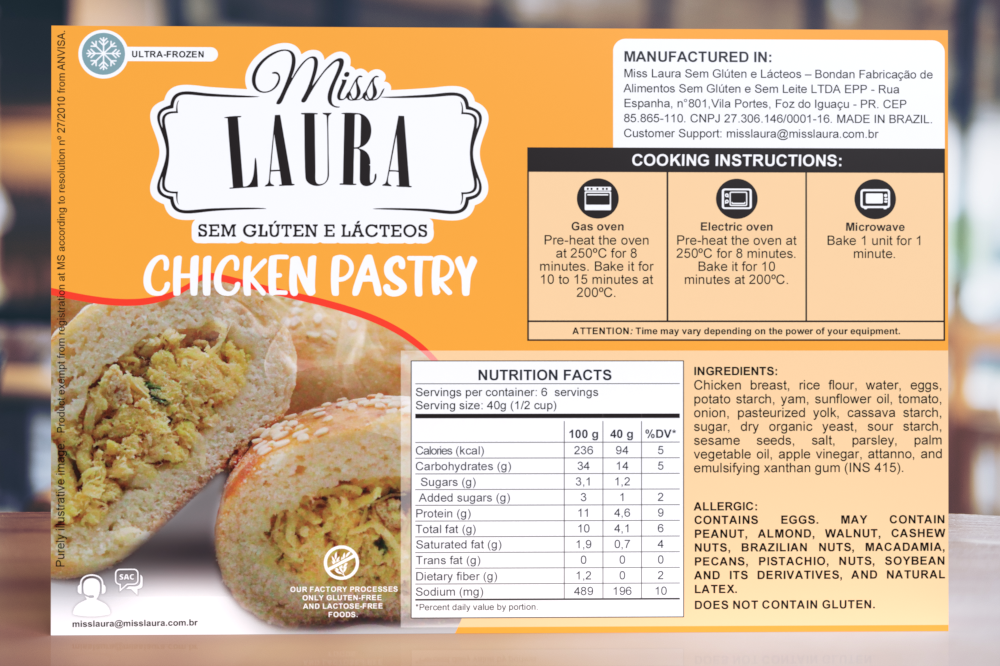 ULTRA-FROZEN
Miss
LAURA
SEM GLÚTEN E LÁCTEOS
CHICKEN PASTRY
Purely illustrative image. Product exempt from registration at MS according to resolution nº 27/2010 from ANVISA.
MANUFACTURED IN:
Miss Laura Sem Glúten e Lácteos – Bondan Fabricação de
Alimentos Sem Glúten e Sem Leite LTDA EPP - Rua
Espanha, n°801,Vila Portes, Foz do Iguaçu - PR. CEP
85.865-110. CNPJ 27.306.146/0001-16. MADE IN BRAZIL.
Customer Support: misslaura@misslaura.com.br
COOKING INSTRUCTIONS:
Gas oven
Pre-heat the oven
at 250ºC for 8
minutes. Bake it for
10 to 15 minutes at
200ºC.
Electric oven
Pre-heat the oven at
250ºC for 8 minutes.
Bake it for 10
minutes at 200ºC.
Microwave
Bake 1 unit for 1
minute.
ATTENTION: Time may vary depending on the power of your equipment.
NUTRITION FACTS
Servings per container: 6 servings
Serving size: 40g (1/2 cup)
100 g 40 g %DV*
Calories (kcal) 236 94 5
Carbohydrates (g) 34 14 5
Sugars (g) 3,1 1,2
Added sugars (g) 3 1 2
Protein (g) 11 4,6 9
Total fat (g) 10 4,1 6
Saturated fat (g) 1,9 0,7 4
Trans fat (g) 0 0 0
Dietary fiber (g) 1,2 0 2
Sodium (mg) 489 196 10
*Percent daily value by portion.
INGREDIENTS:
Chicken breast, rice flour, water, eggs,
potato starch, yam, sunflower oil, tomato,
onion, pasteurized yolk, cassava starch,
sugar, dry organic yeast, sour starch,
sesame seeds, salt, parsley, palm
vegetable oil, apple vinegar, attanno, and
emulsifying xanthan gum (INS 415).
ALLERGIC:
CONTAINS EGGS. MAY CONTAIN
PEANUT, ALMOND, WALNUT, CASHEW
NUTS, BRAZILIAN NUTS, MACADAMIA,
PECANS, PISTACHIO, NUTS, SOYBEAN
AND ITS DERIVATIVES, AND NATURAL
LATEX.
DOES NOT CONTAIN GLUTEN.
OUR FACTORY PROCESSES
ONLY GLUTEN-FREE
AND LACTOSE-FREE
FOODS.
SAC
misslaura@misslaura.com.br